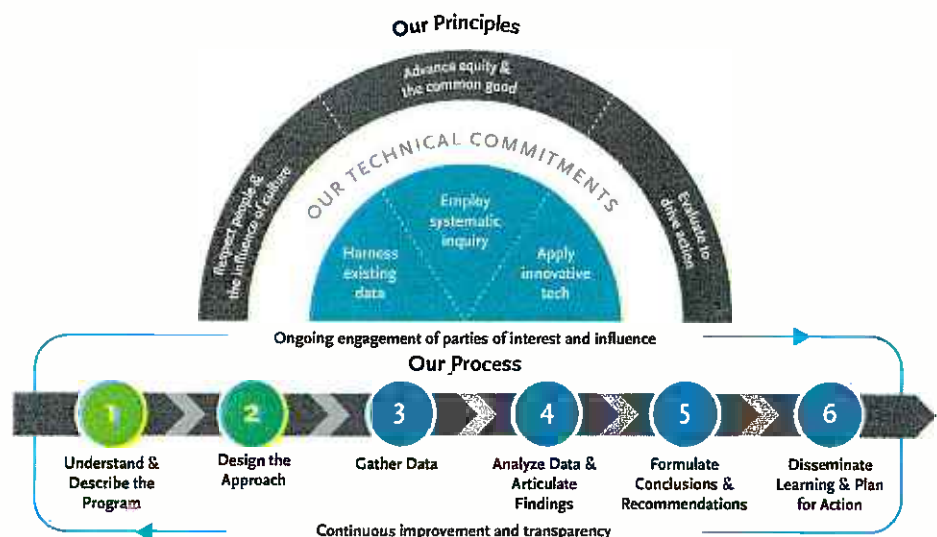 Our Principles
Advance equity &
the common good
Respect people &
the influence of culture
Evaluate to
drive action
OUR TECHNICAL COMMITMENTS
Employ
systematic
inquiry
Harness
existing
data
Apply
innovative
tech
Ongoing engagement of parties of interest and influence
Our Process
1
2
3
4
5
6
Understand &
Describe the
Program
Design the
Approach
Gather Data
Analyze Data &
Articulate
Findings
Formulate
Conclusions &
Recommendations
Disseminate
Learning & Plan
for Action
Continuous improvement and transparency